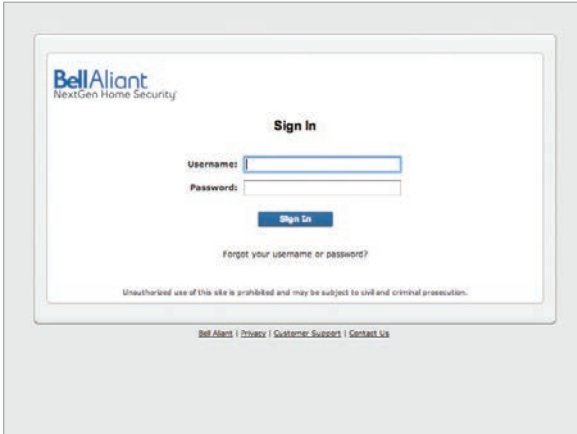 BellAliant
NextGen Home Security
Sign In
Username:
Password:
Sign In
Forgot your username or password?
Unauthorized use of this site is prohibited and may be subject to civil and criminal prosecution.
Bell Aliant | Privacy | Customer Support | Contact Us